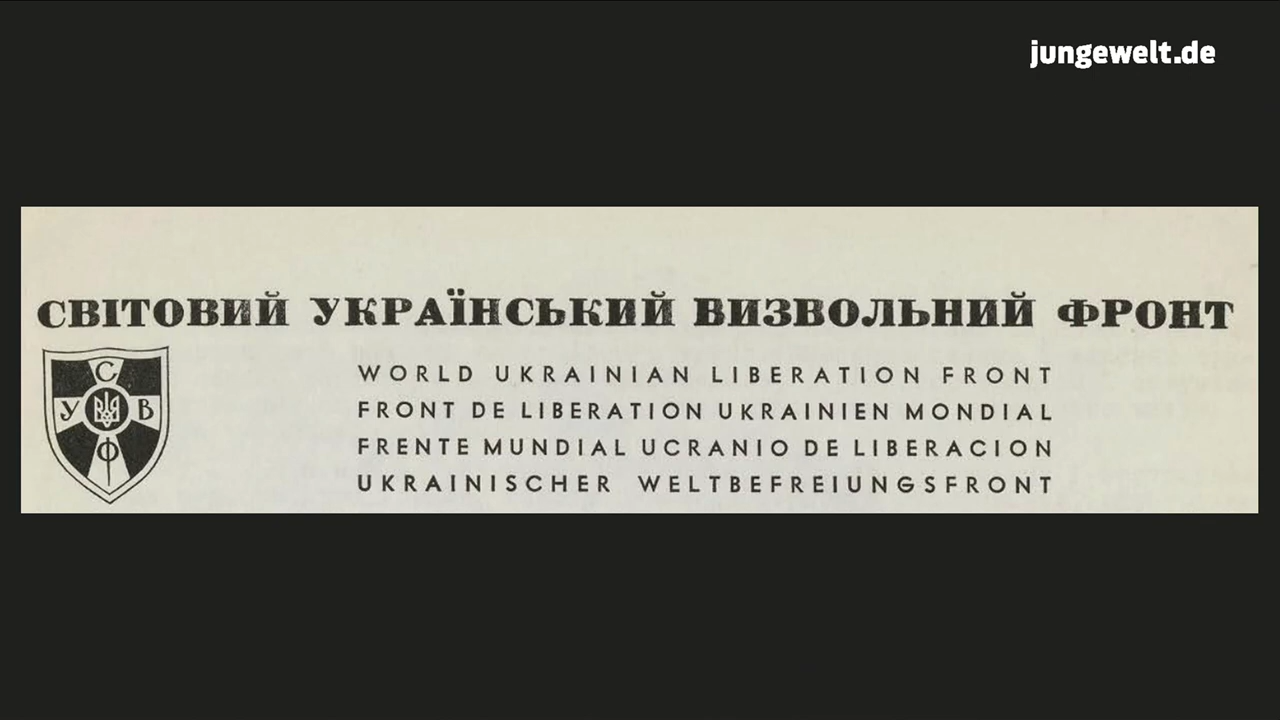 jungewelt.de
СВІТОВИЙ УКРАЇНСЬКИЙ ВИЗВОЛЬНИЙ ФРОНТ
С
У В
Ф
WORLD UKRAINIAN LIBERATION FRONT
FRONT DE LIBERATION UKRAINIEN MONDIAL
FRENTE MUNDIAL UCRANIO DE LIBERACION
UKRAINISCHER WELTBEFREIUNGSFRONT